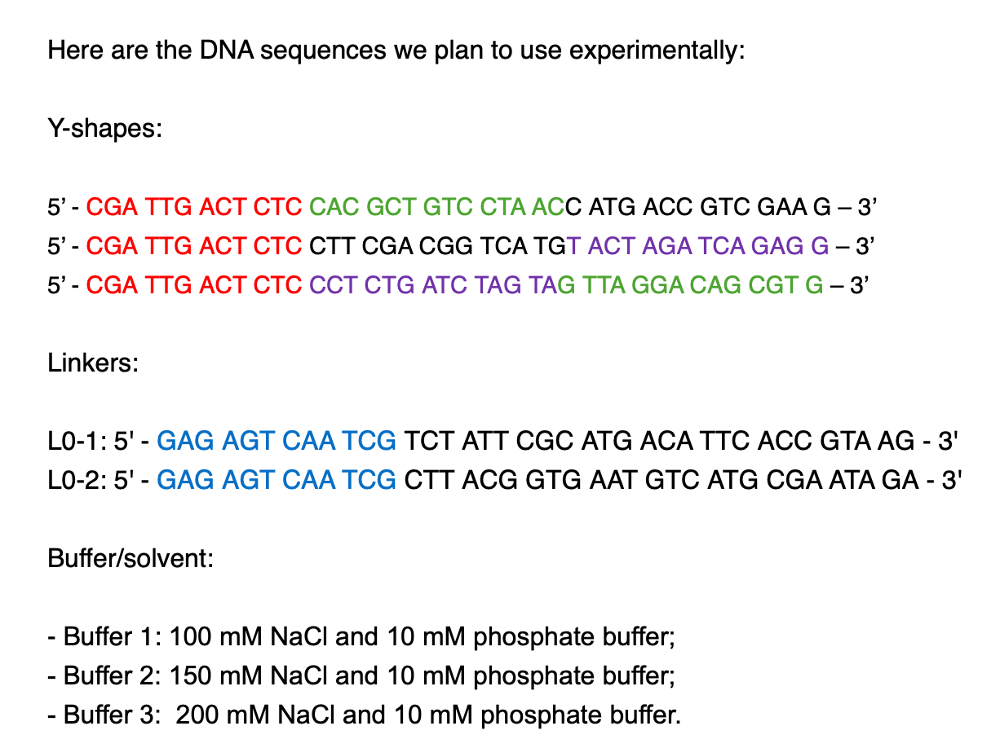 Here are the DNA sequences we plan to use experimentally:
Y-shapes:
5’ - CGA TTG ACT CTC CAC GCT GTC CTA ACC ATG ACC GTC GAA G – 3’
5’ - CGA TTG ACT CTC CTT CGA CGG TCA TGT ACT AGA TCA GAG G – 3’
5’ - CGA TTG ACT CTC CCT CTG ATC TAG TAG TTA GGA CAG CGT G – 3’
Linkers:
L0-1: 5' - GAG AGT CAA TCG TCT ATT CGC ATG ACA TTC ACC GTA AG - 3'
L0-2: 5' - GAG AGT CAA TCG CTT ACG GTG AAT GTC ATG CGA ATA GA - 3'
Buffer/solvent:
- Buffer 1: 100 mM NaCl and 10 mM phosphate buffer;
- Buffer 2: 150 mM NaCl and 10 mM phosphate buffer;
- Buffer 3:  200 mM NaCl and 10 mM phosphate buffer.